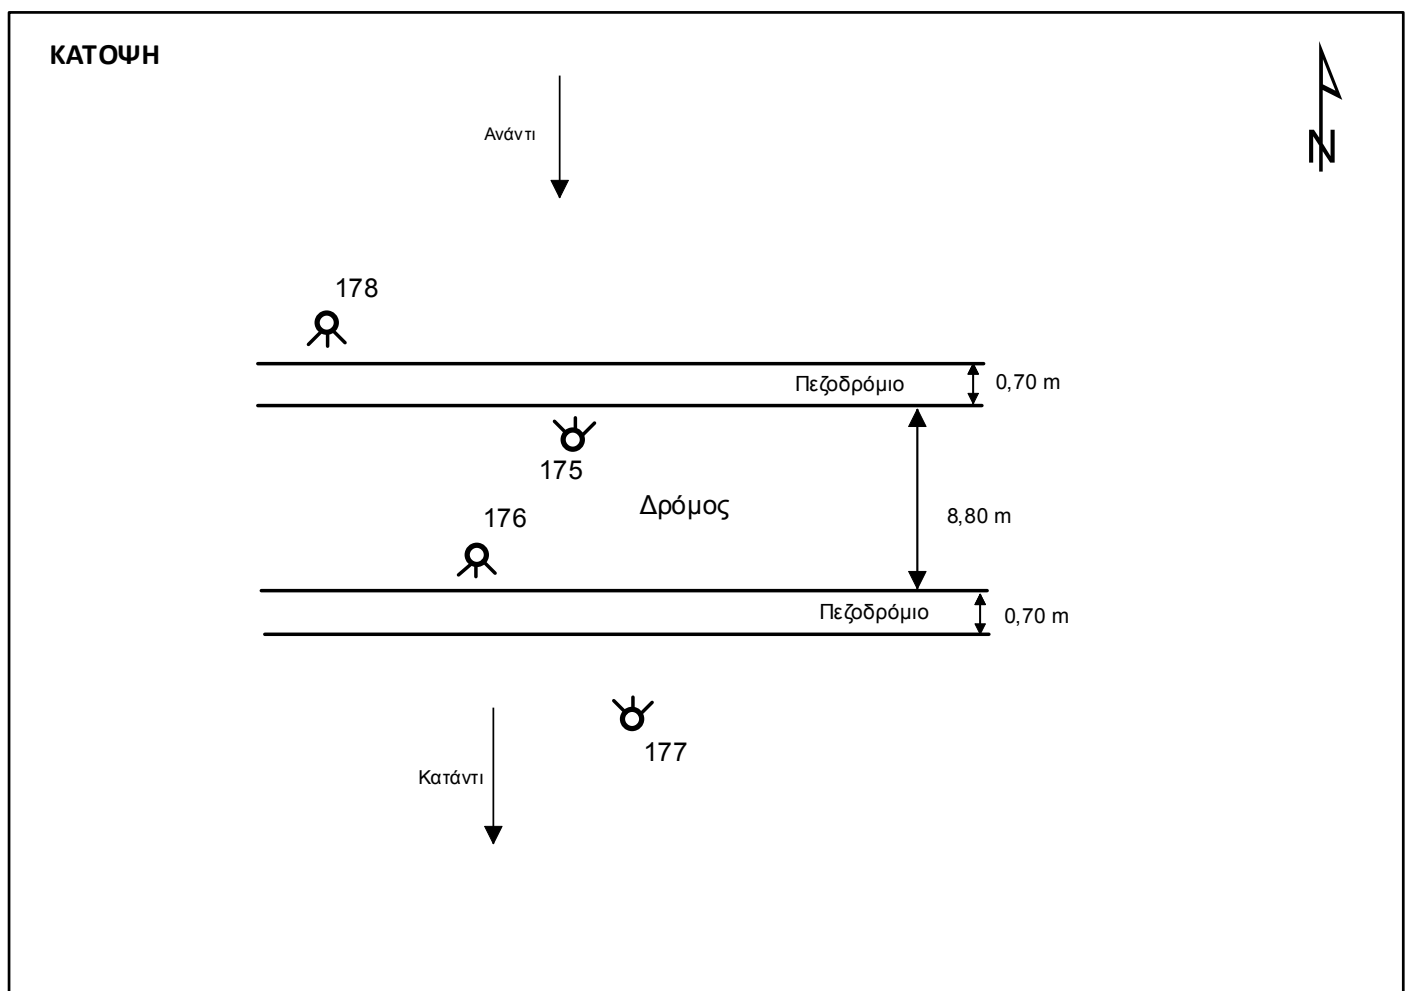 ΚΑΤΟΨΗ
Ανάντι
N
178
Πεζοδρόμιο
0,70 m
175
Δρόμος
176
8,80 m
Πεζοδρόμιο
0,70 m
177
Κατάντι